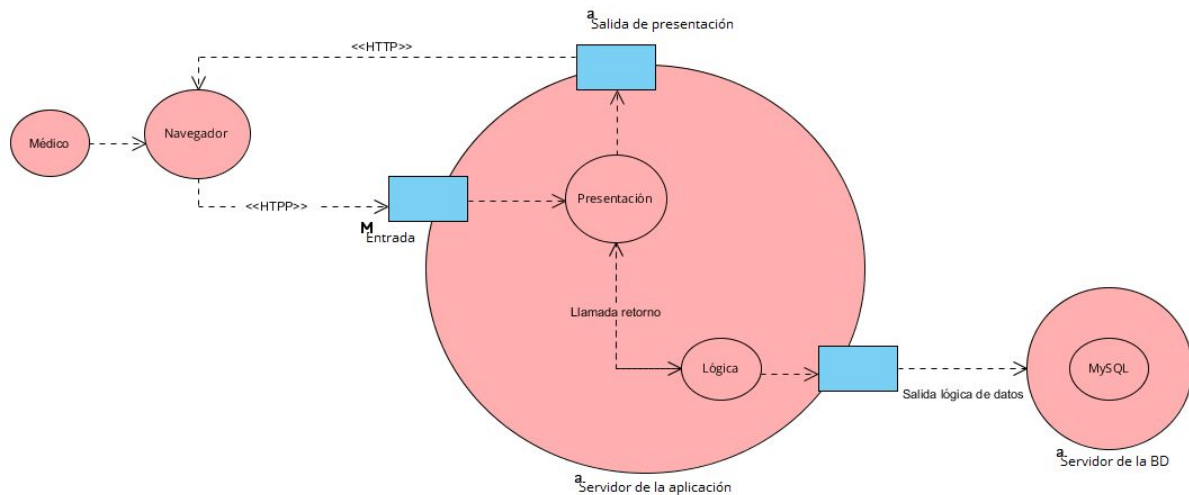 a
Salida de presentación
<<HTTP>>
Médico
Navegador
Presentación
<<HTPP>>
M
Entrada
Llamada retorno
Lógica
MySQL
Salida lógica de datos
a
Servidor de la BD
a
Servidor de la aplicación